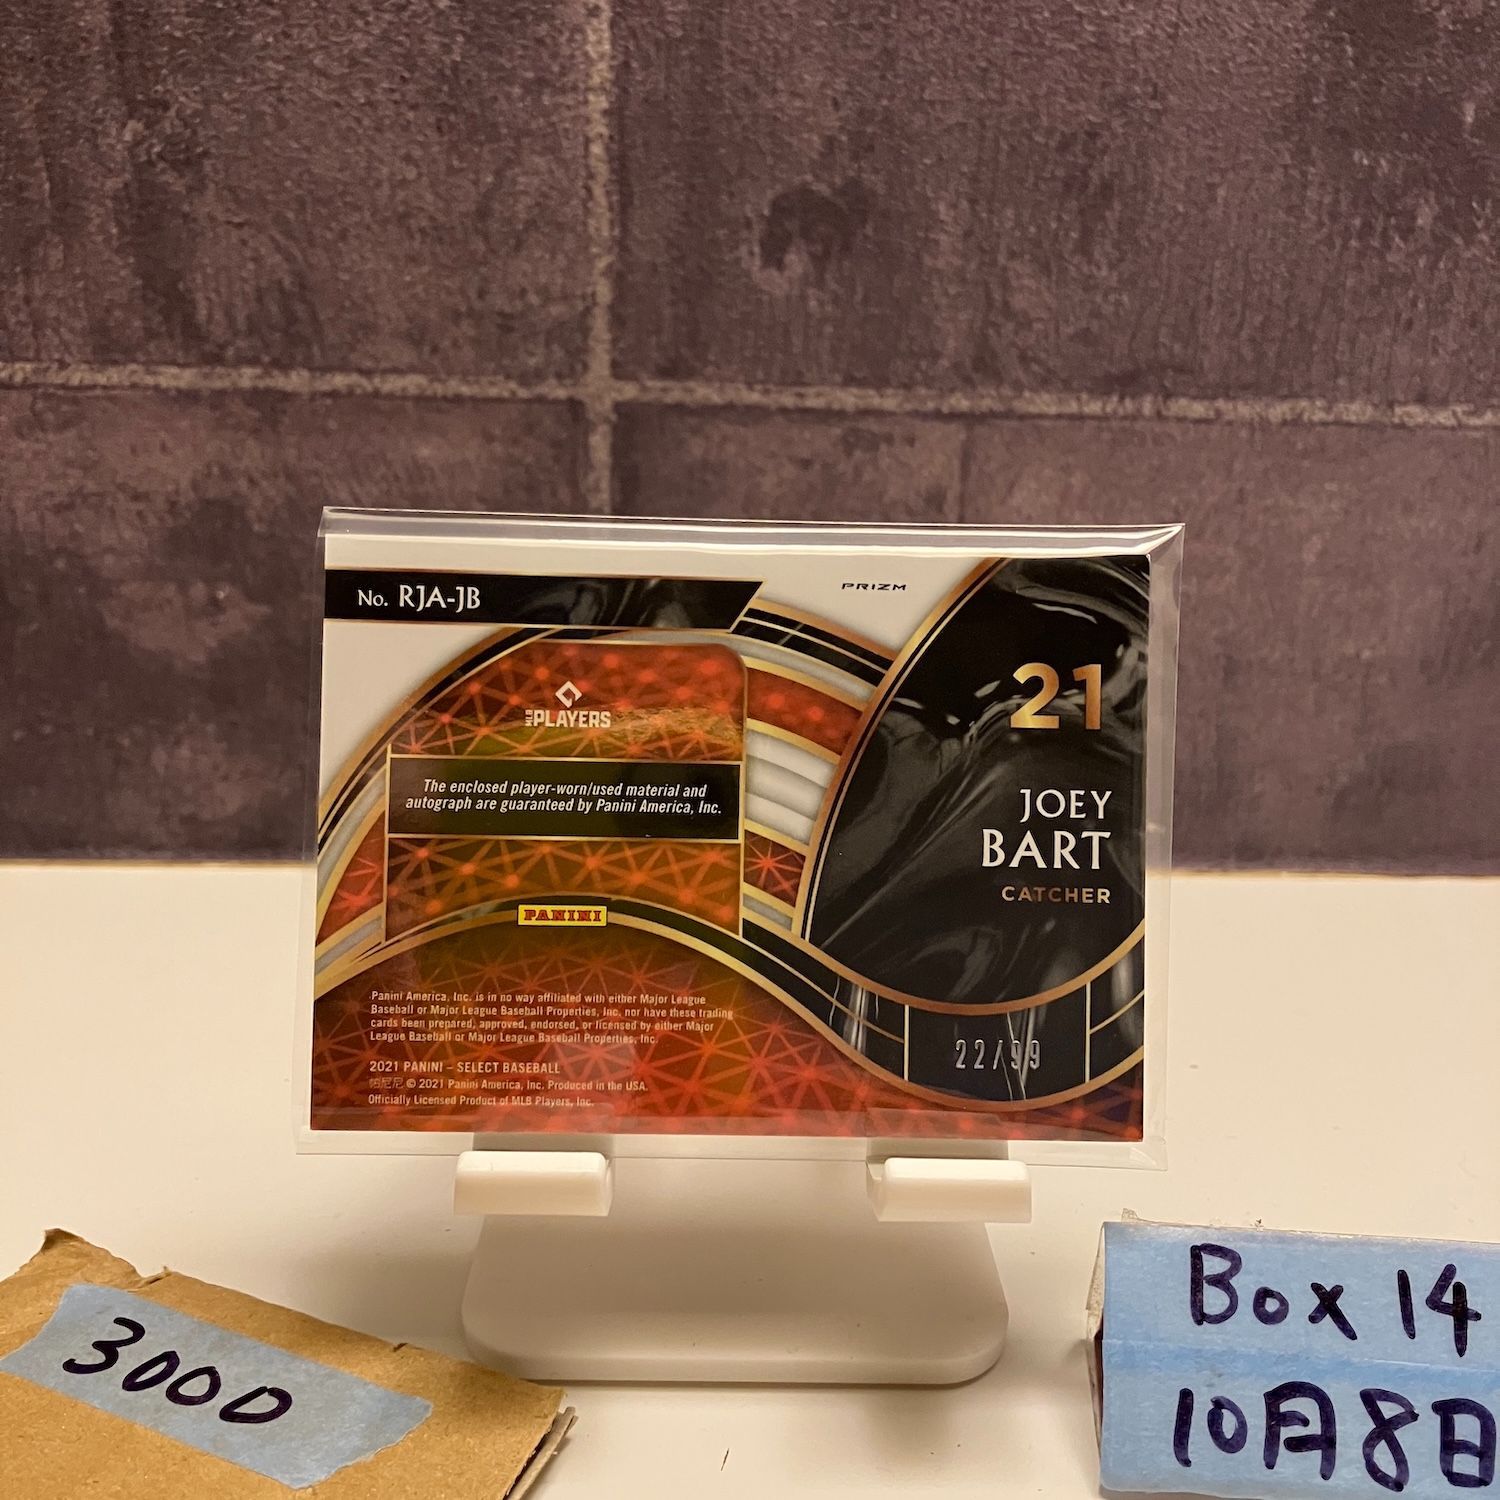 No. RJA-JB
PRIZM
21
JOEY
BART
CATCHER
MLB PLAYERS
The enclosed player-worn/used material and
autograph are guaranteed by Panini America, Inc.
PANINI
Panini America, Inc. is in no way affiliated with either Major League
Baseball or Major League Baseball Properties, Inc. nor have these trading
cards been prepared, approved, endorsed, or licensed by either Major
League Baseball or Major League Baseball Properties, Inc.
22/99
2021 PANINI – SELECT BASEBALL
帕尼尼 © 2021 Panini America, Inc. Produced in the USA.
Officially Licensed Product of MLB Players, Inc.
3000
Box 14
10月8日